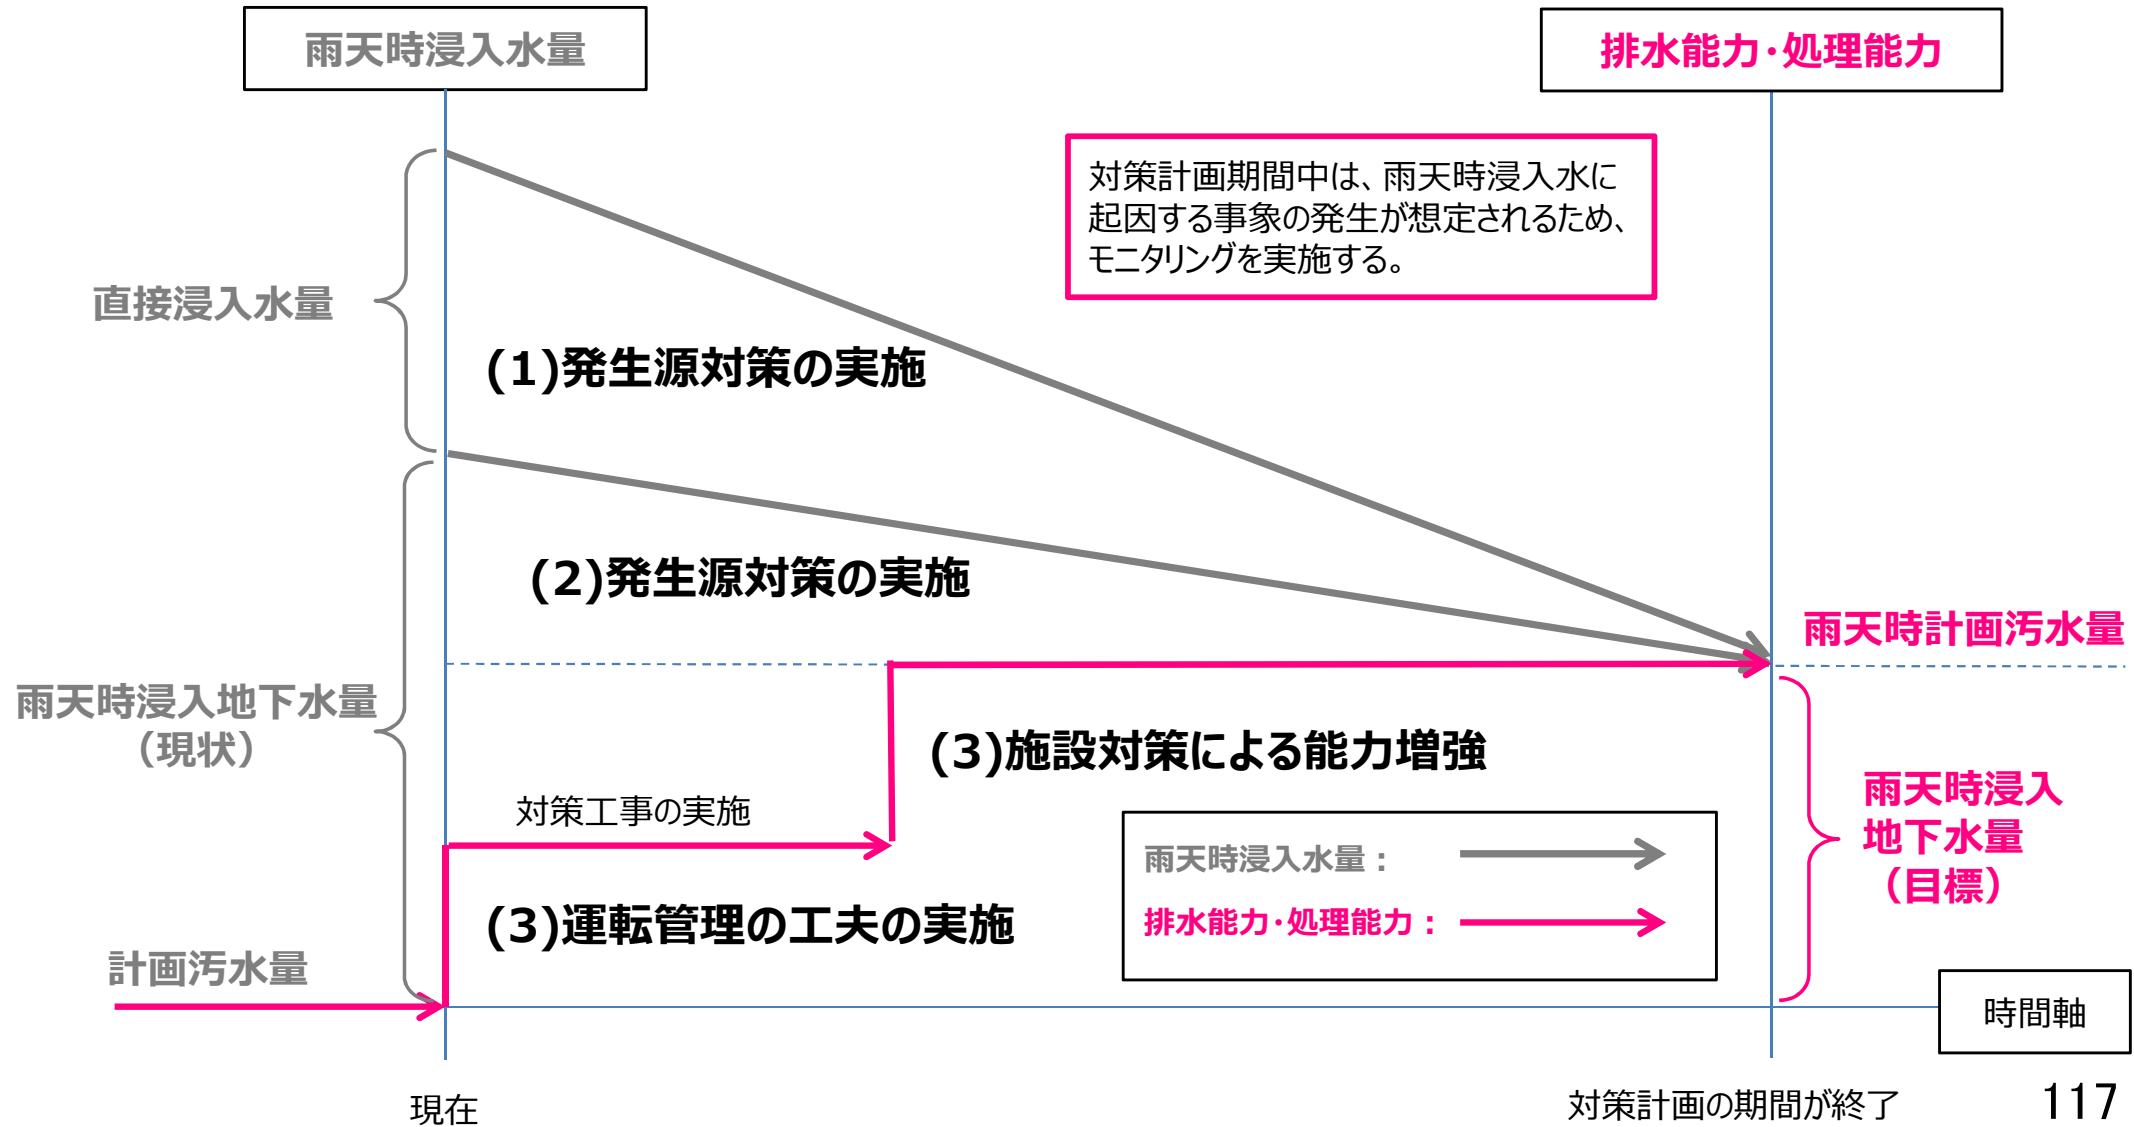 雨天時浸入水量
排水能力・処理能力
対策計画期間中は、雨天時浸入水に
起因する事象の発生が想定されるため、
モニタリングを実施する。
直接浸入水量
(1)発生源対策の実施
(2)発生源対策の実施
雨天時計画汚水量
雨天時浸入地下水量
（現状）
(3)施設対策による能力増強
対策工事の実施
雨天時浸入
地下水量
（目標）
雨天時浸入水量：
排水能力・処理能力：
(3)運転管理の工夫の実施
計画汚水量
時間軸
現在
対策計画の期間が終了
117